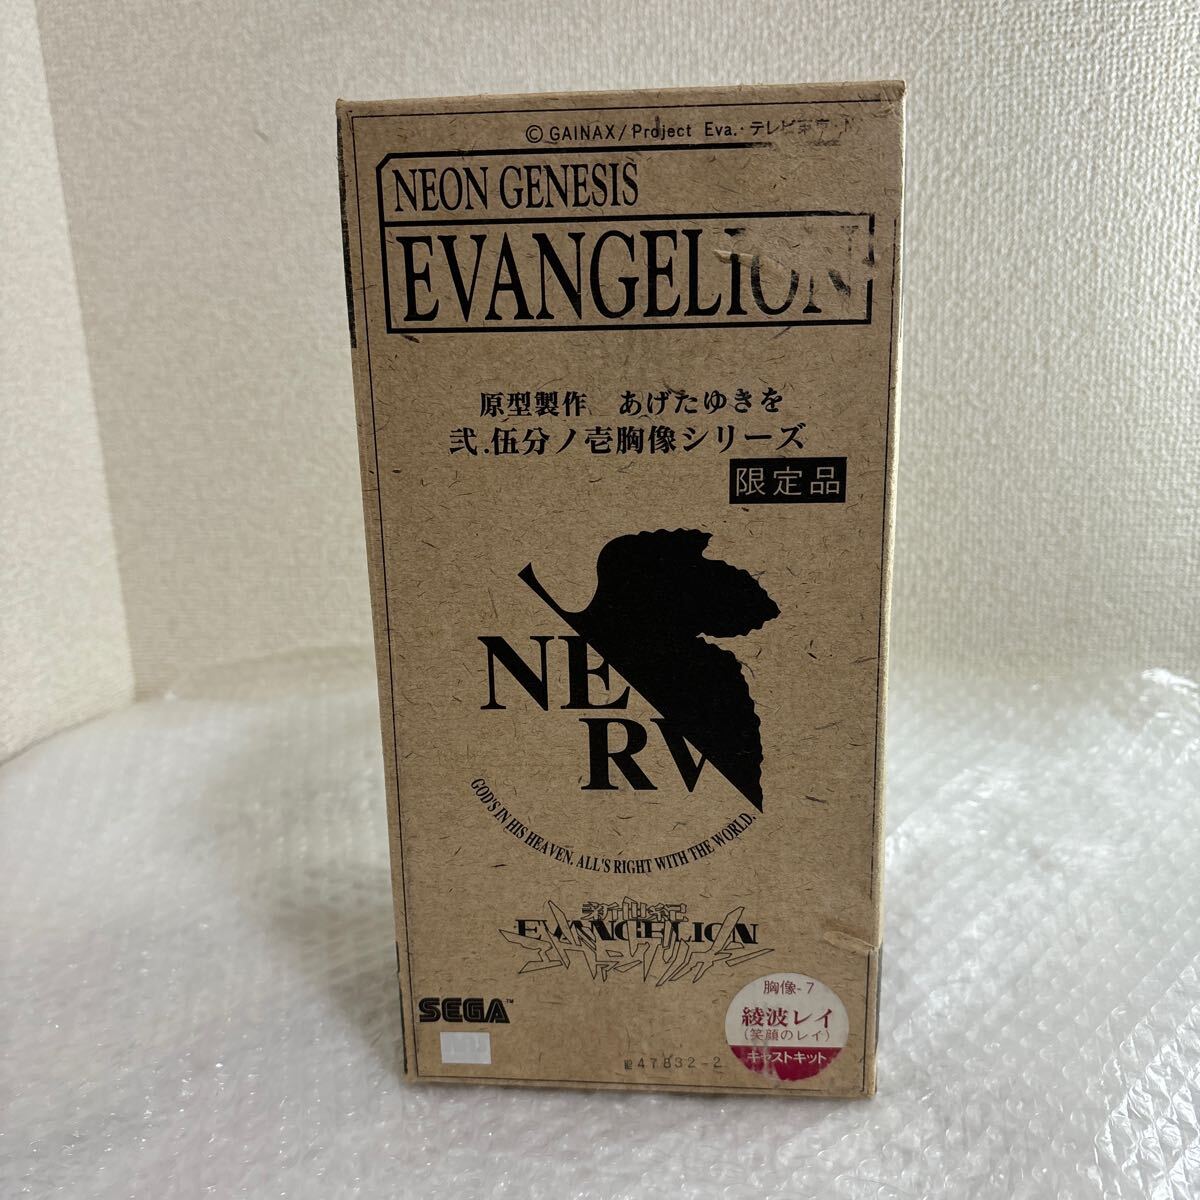 © GAINAX/Project Eva.・テレビ東京・N
NEON GENESIS
EVANGELION
原型製作 あげたゆきを
弐.伍分ノ壱胸像シリーズ
限定品
NERV
GOD'S IN HIS HEAVEN. ALL'S RIGHT WITH THE WORLD.
新世紀
EVANGELION
エヴァンゲリオン
SEGA™
胸像-7
綾波レイ
(笑顔のレイ)
キャストキット
47832-2